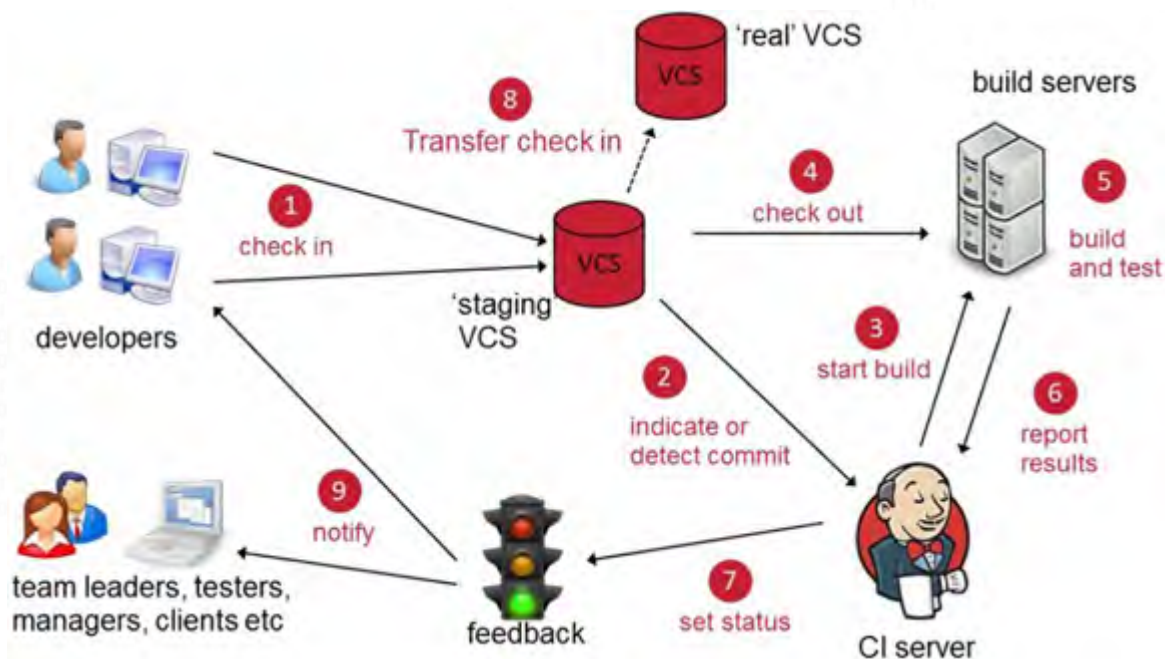 'real' VCS
VCS
build servers
8
Transfer check in
4
check out
5
build
and test
1
check in
VCS
'staging
VCS
developers
3
start build
2
indicate or
detect commit
6
report
results
9
notify
team leaders, testers,
managers, clients etc
feedback
7
set status
CI server